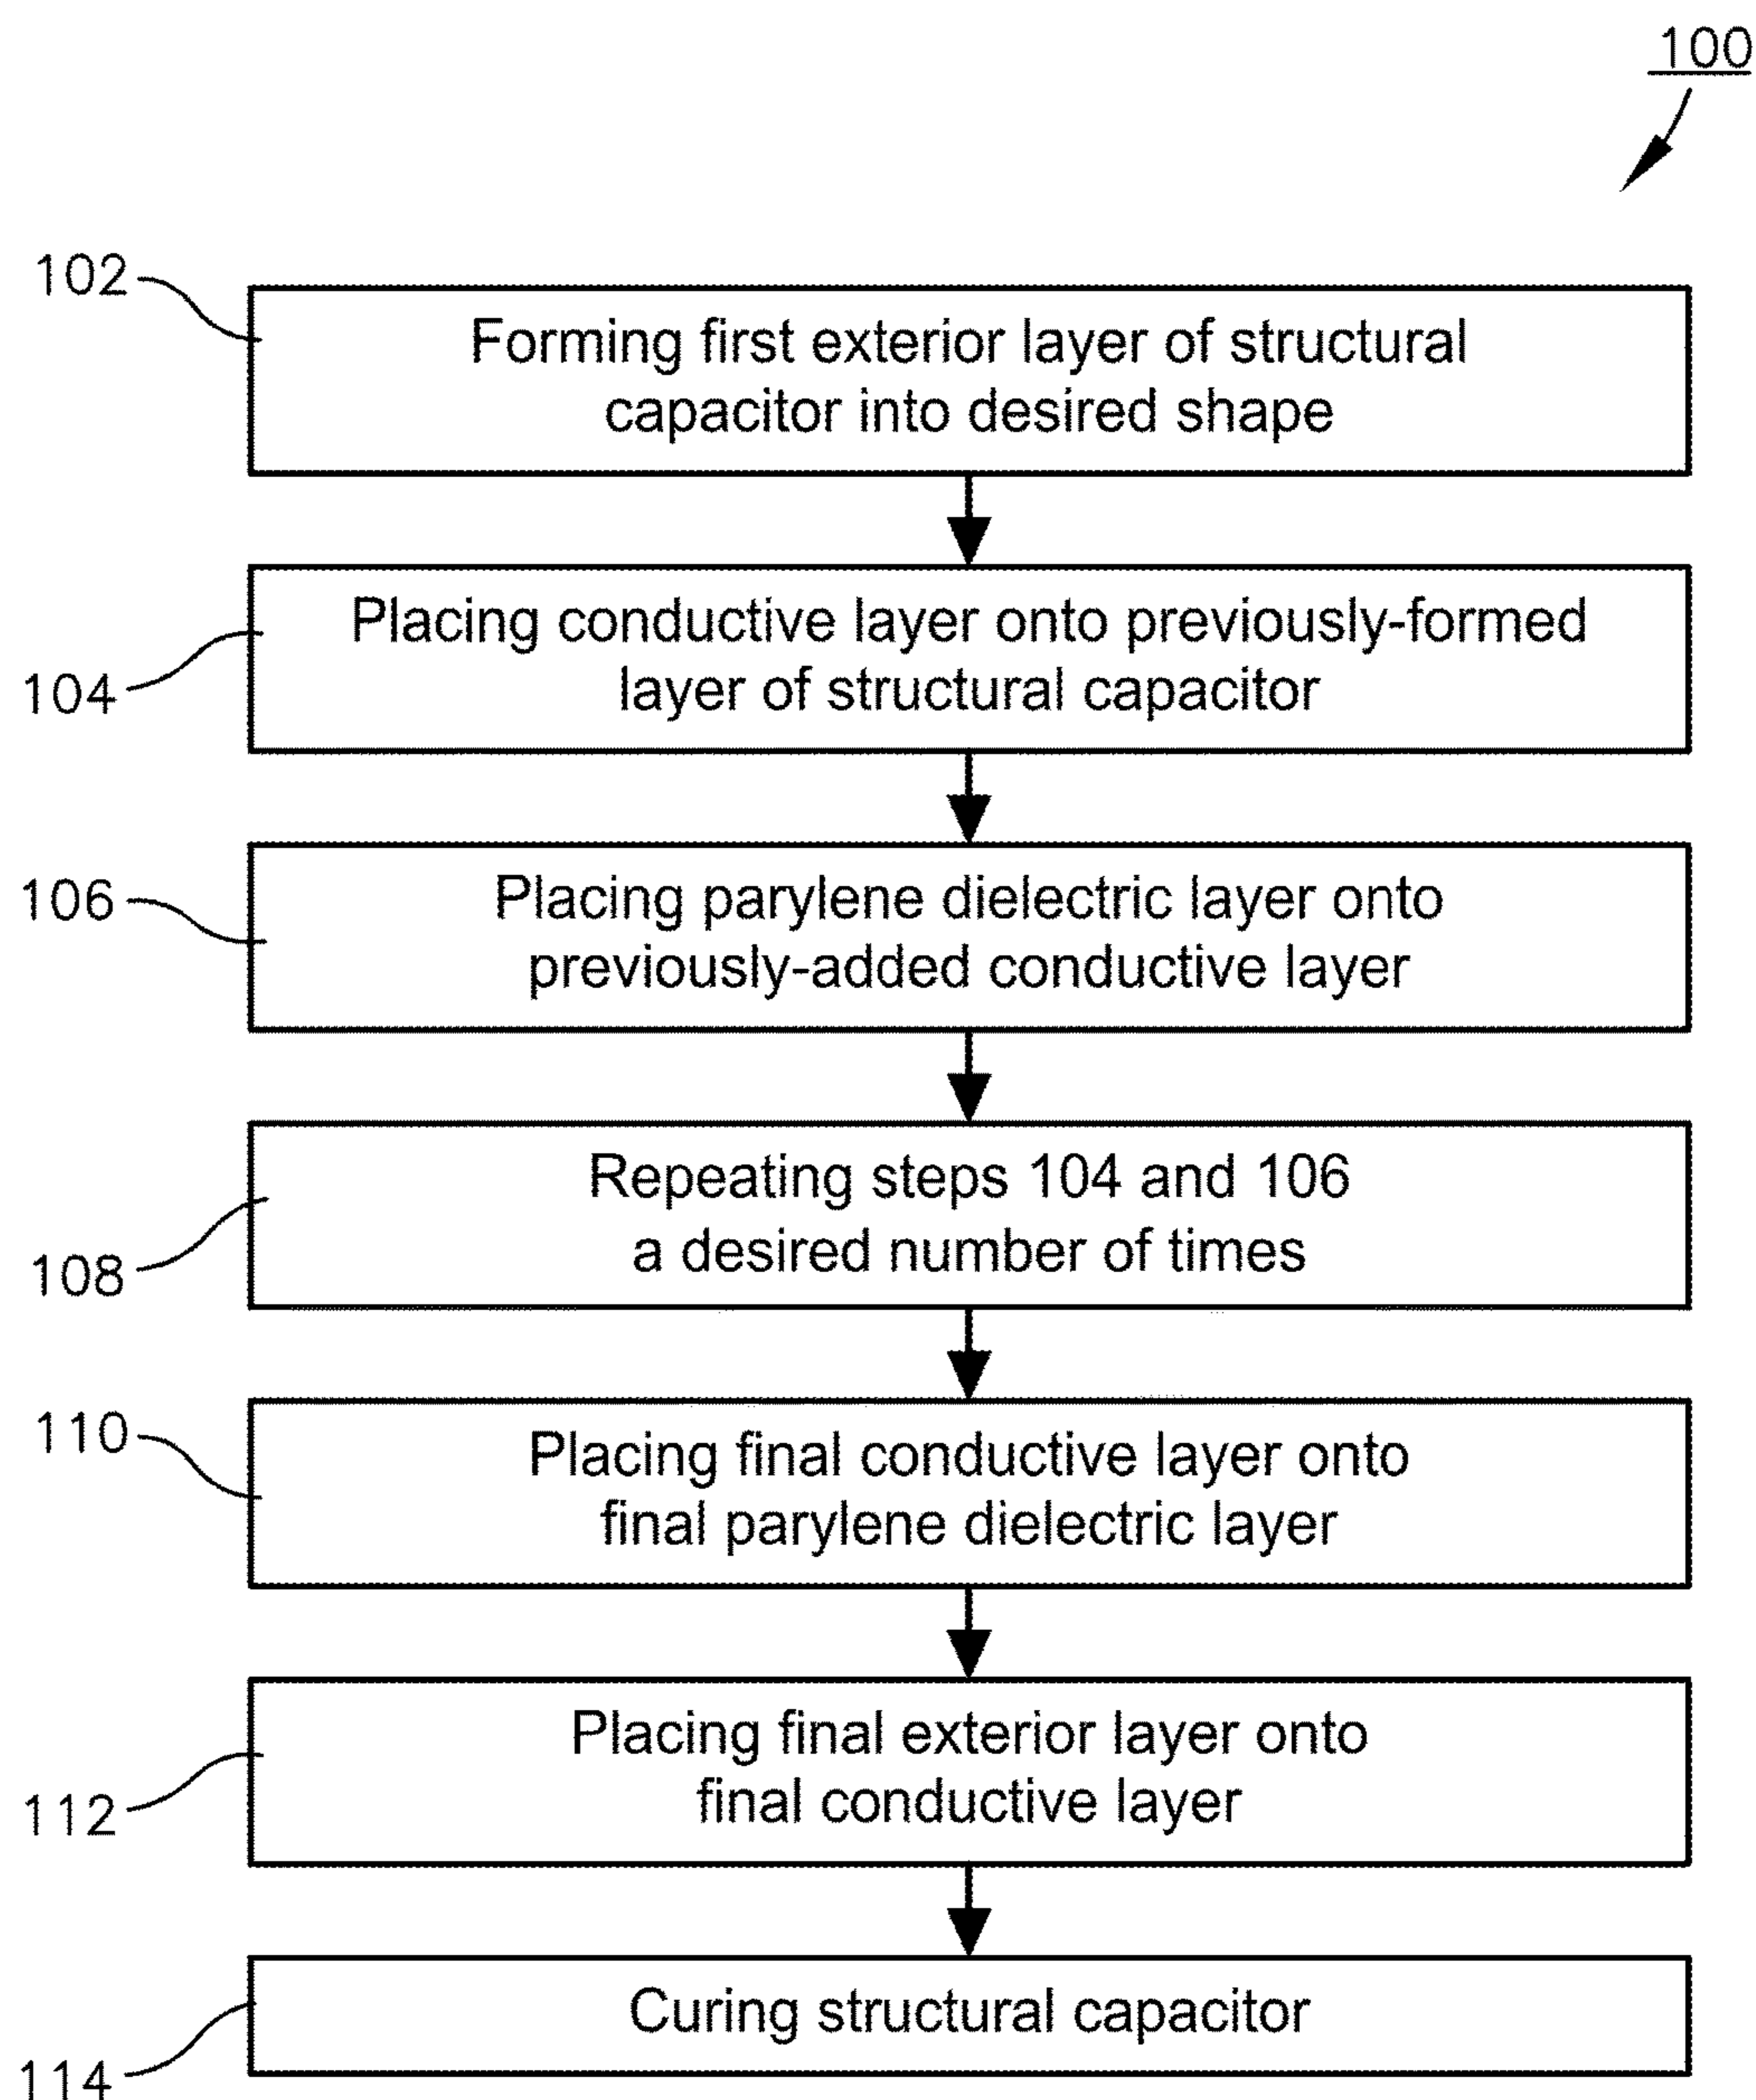 100
102
Forming first exterior layer of structural
capacitor into desired shape
104
Placing conductive layer onto previously-formed
layer of structural capacitor
106
Placing parylene dielectric layer onto
previously-added conductive layer
108
Repeating steps 104 and 106
a desired number of times
110
Placing final conductive layer onto
final parylene dielectric layer
112
Placing final exterior layer onto
final conductive layer
114
Curing structural capacitor